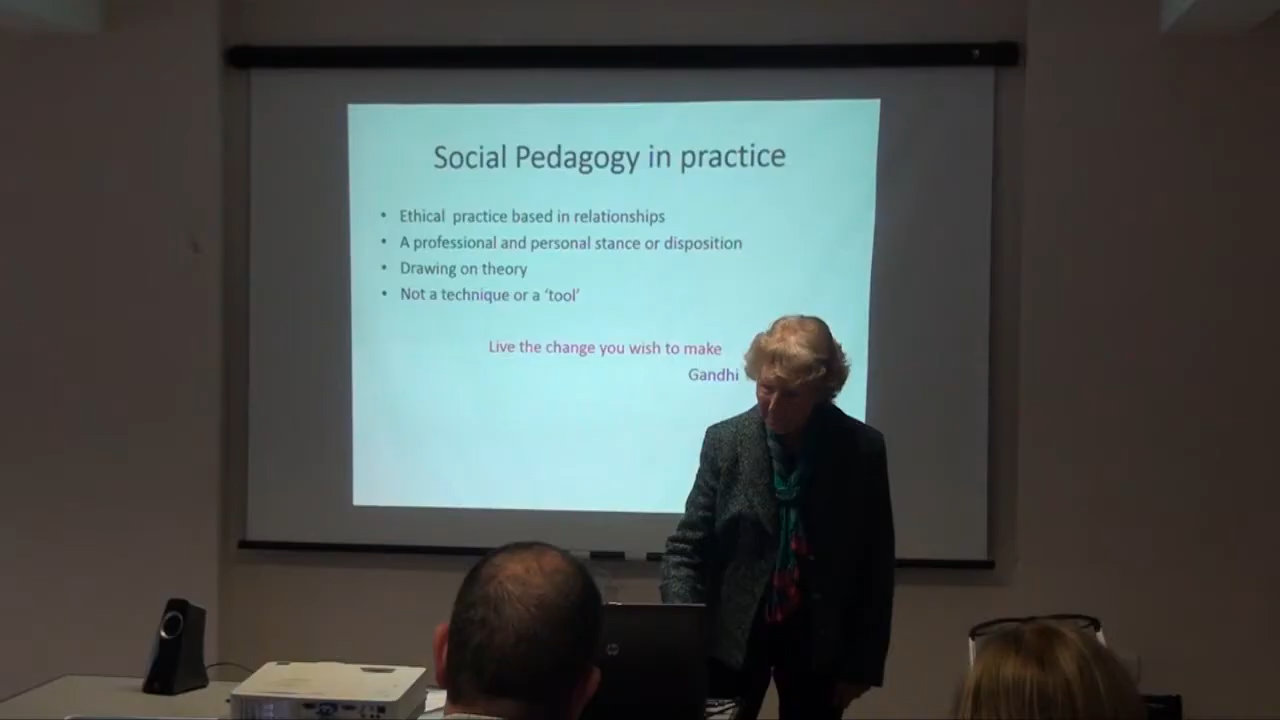 Social Pedagogy in practice
• Ethical practice based in relationships
• A professional and personal stance or disposition
• Drawing on theory
• Not a technique or a ‘tool’
Live the change you wish to make
Gandhi
hp